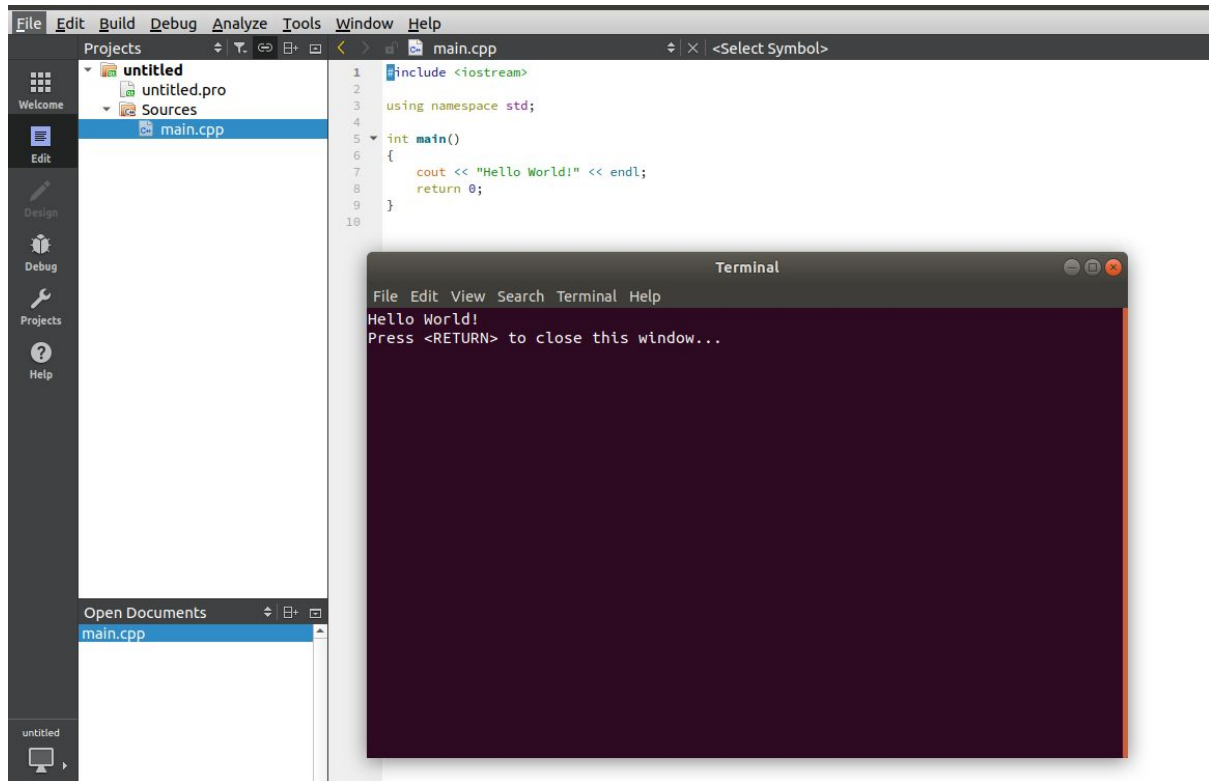 File Edit Build Debug Analyze Tools Window Help
Projects
main.cpp
<Select Symbol>
Welcome
Edit
Design
Debug
Projects
Help
untitled
untitled.pro
Sources
main.cpp
1 #include <iostream>
2
3 using namespace std;
4
5 int main()
6 {
7 cout << "Hello World!" << endl;
8 return 0;
9 }
10
Terminal
File Edit View Search Terminal Help
Hello World!
Press <RETURN> to close this window...
Open Documents
main.cpp
untitled